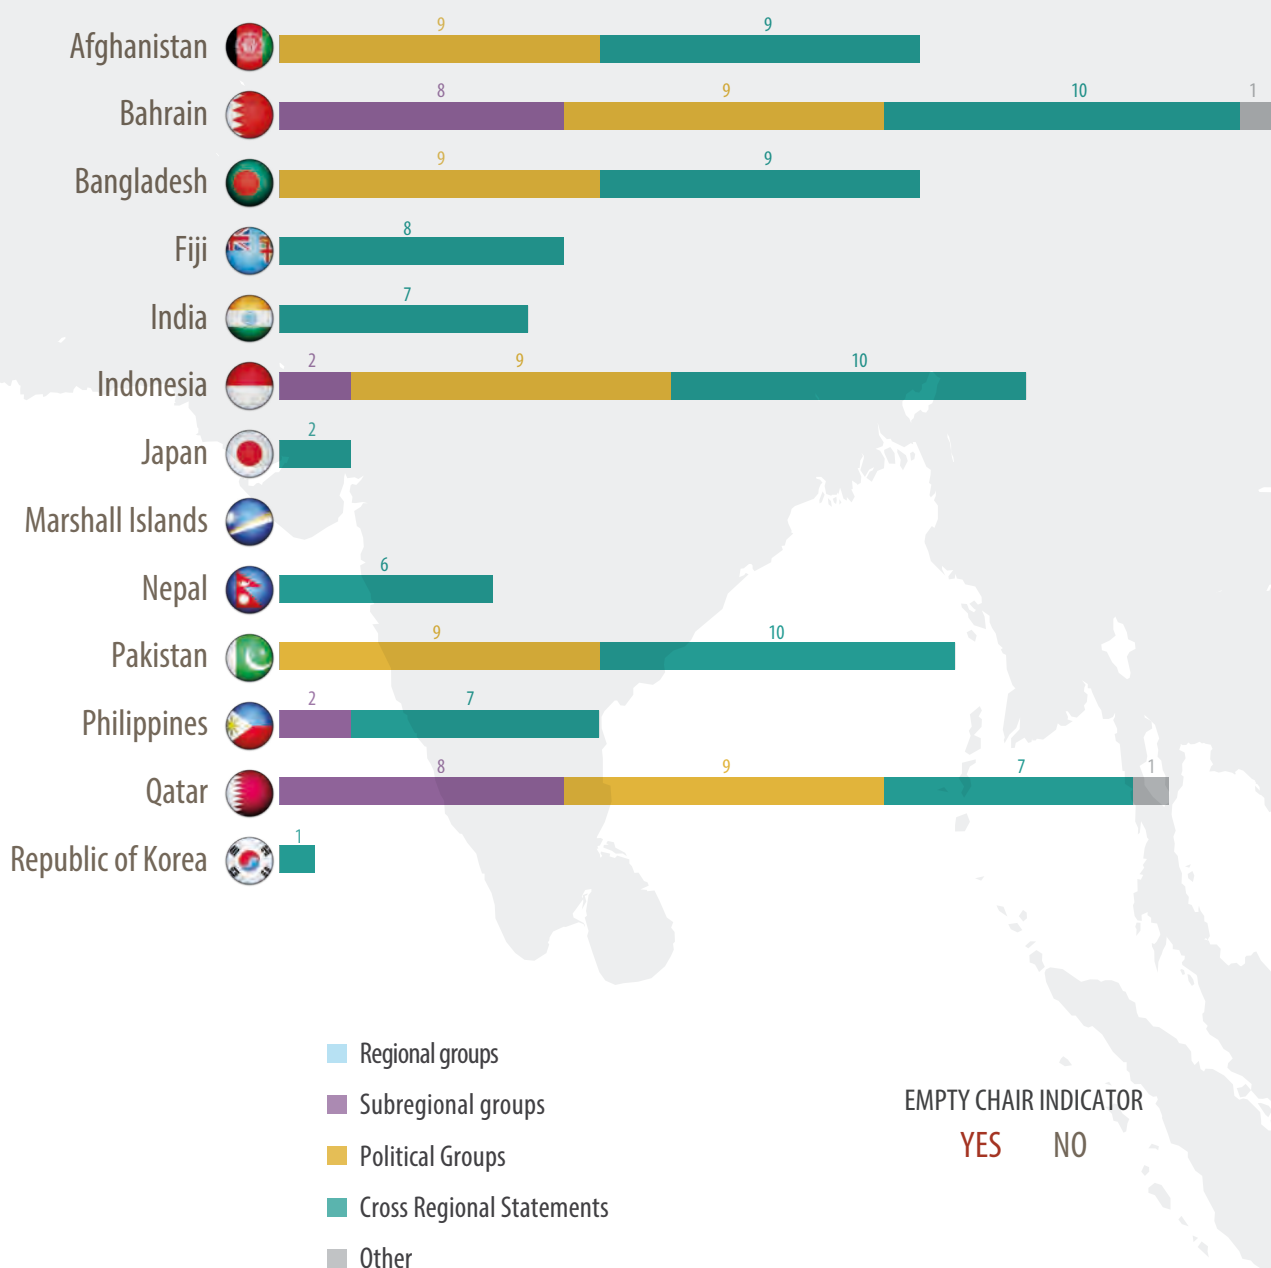 9 9
Afghanistan
8 9 10 1
Bahrain
9 9
Bangladesh
8
Fiji
7
India
2 9 10
Indonesia
2
Japan
Marshall Islands
6
Nepal
9 10
Pakistan
2 7
Philippines
8 9 7 1
Qatar
1
Republic of Korea
Regional groups
Subregional groups
Political Groups
Cross Regional Statements
Other
EMPTY CHAIR INDICATOR
YES NO